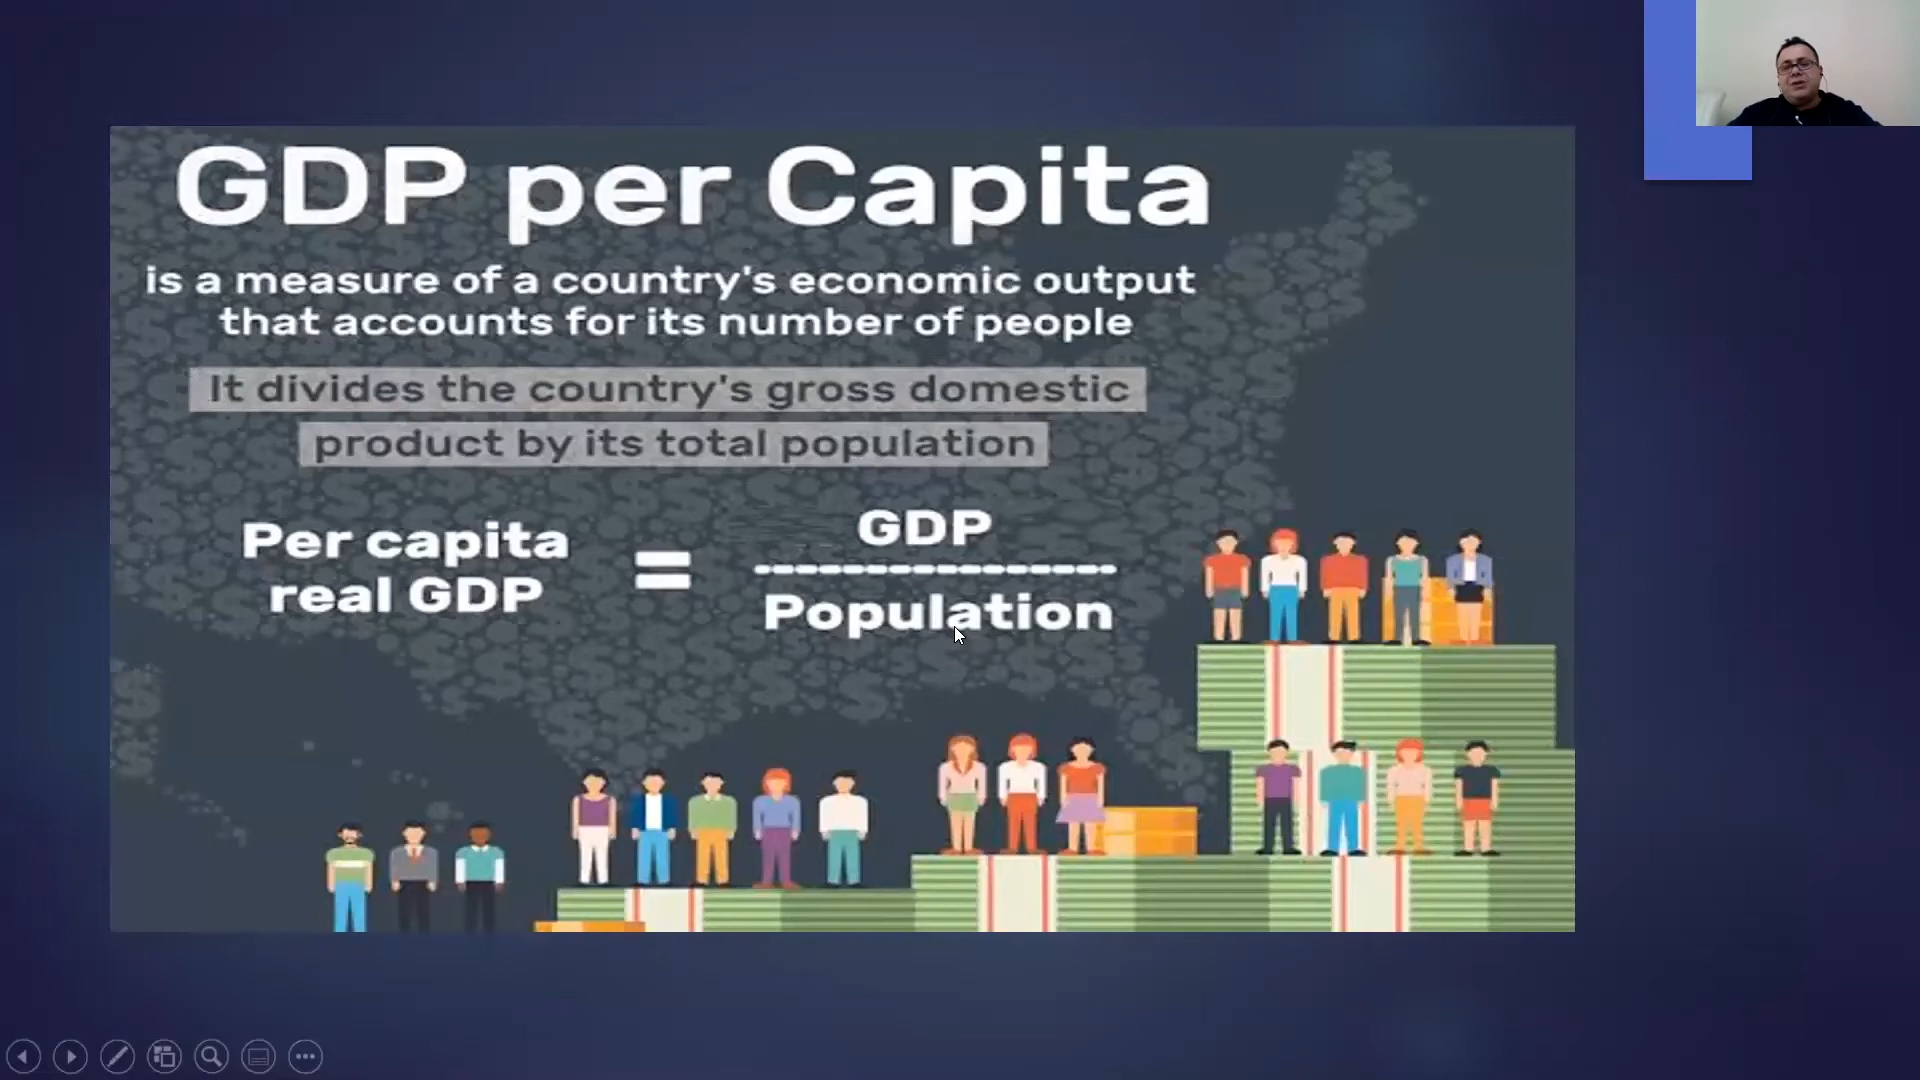 GDP per Capita
is a measure of a country's economic output
that accounts for its number of people
It divides the country's gross domestic
product by its total population
Per capita
real GDP
=
GDP
Population